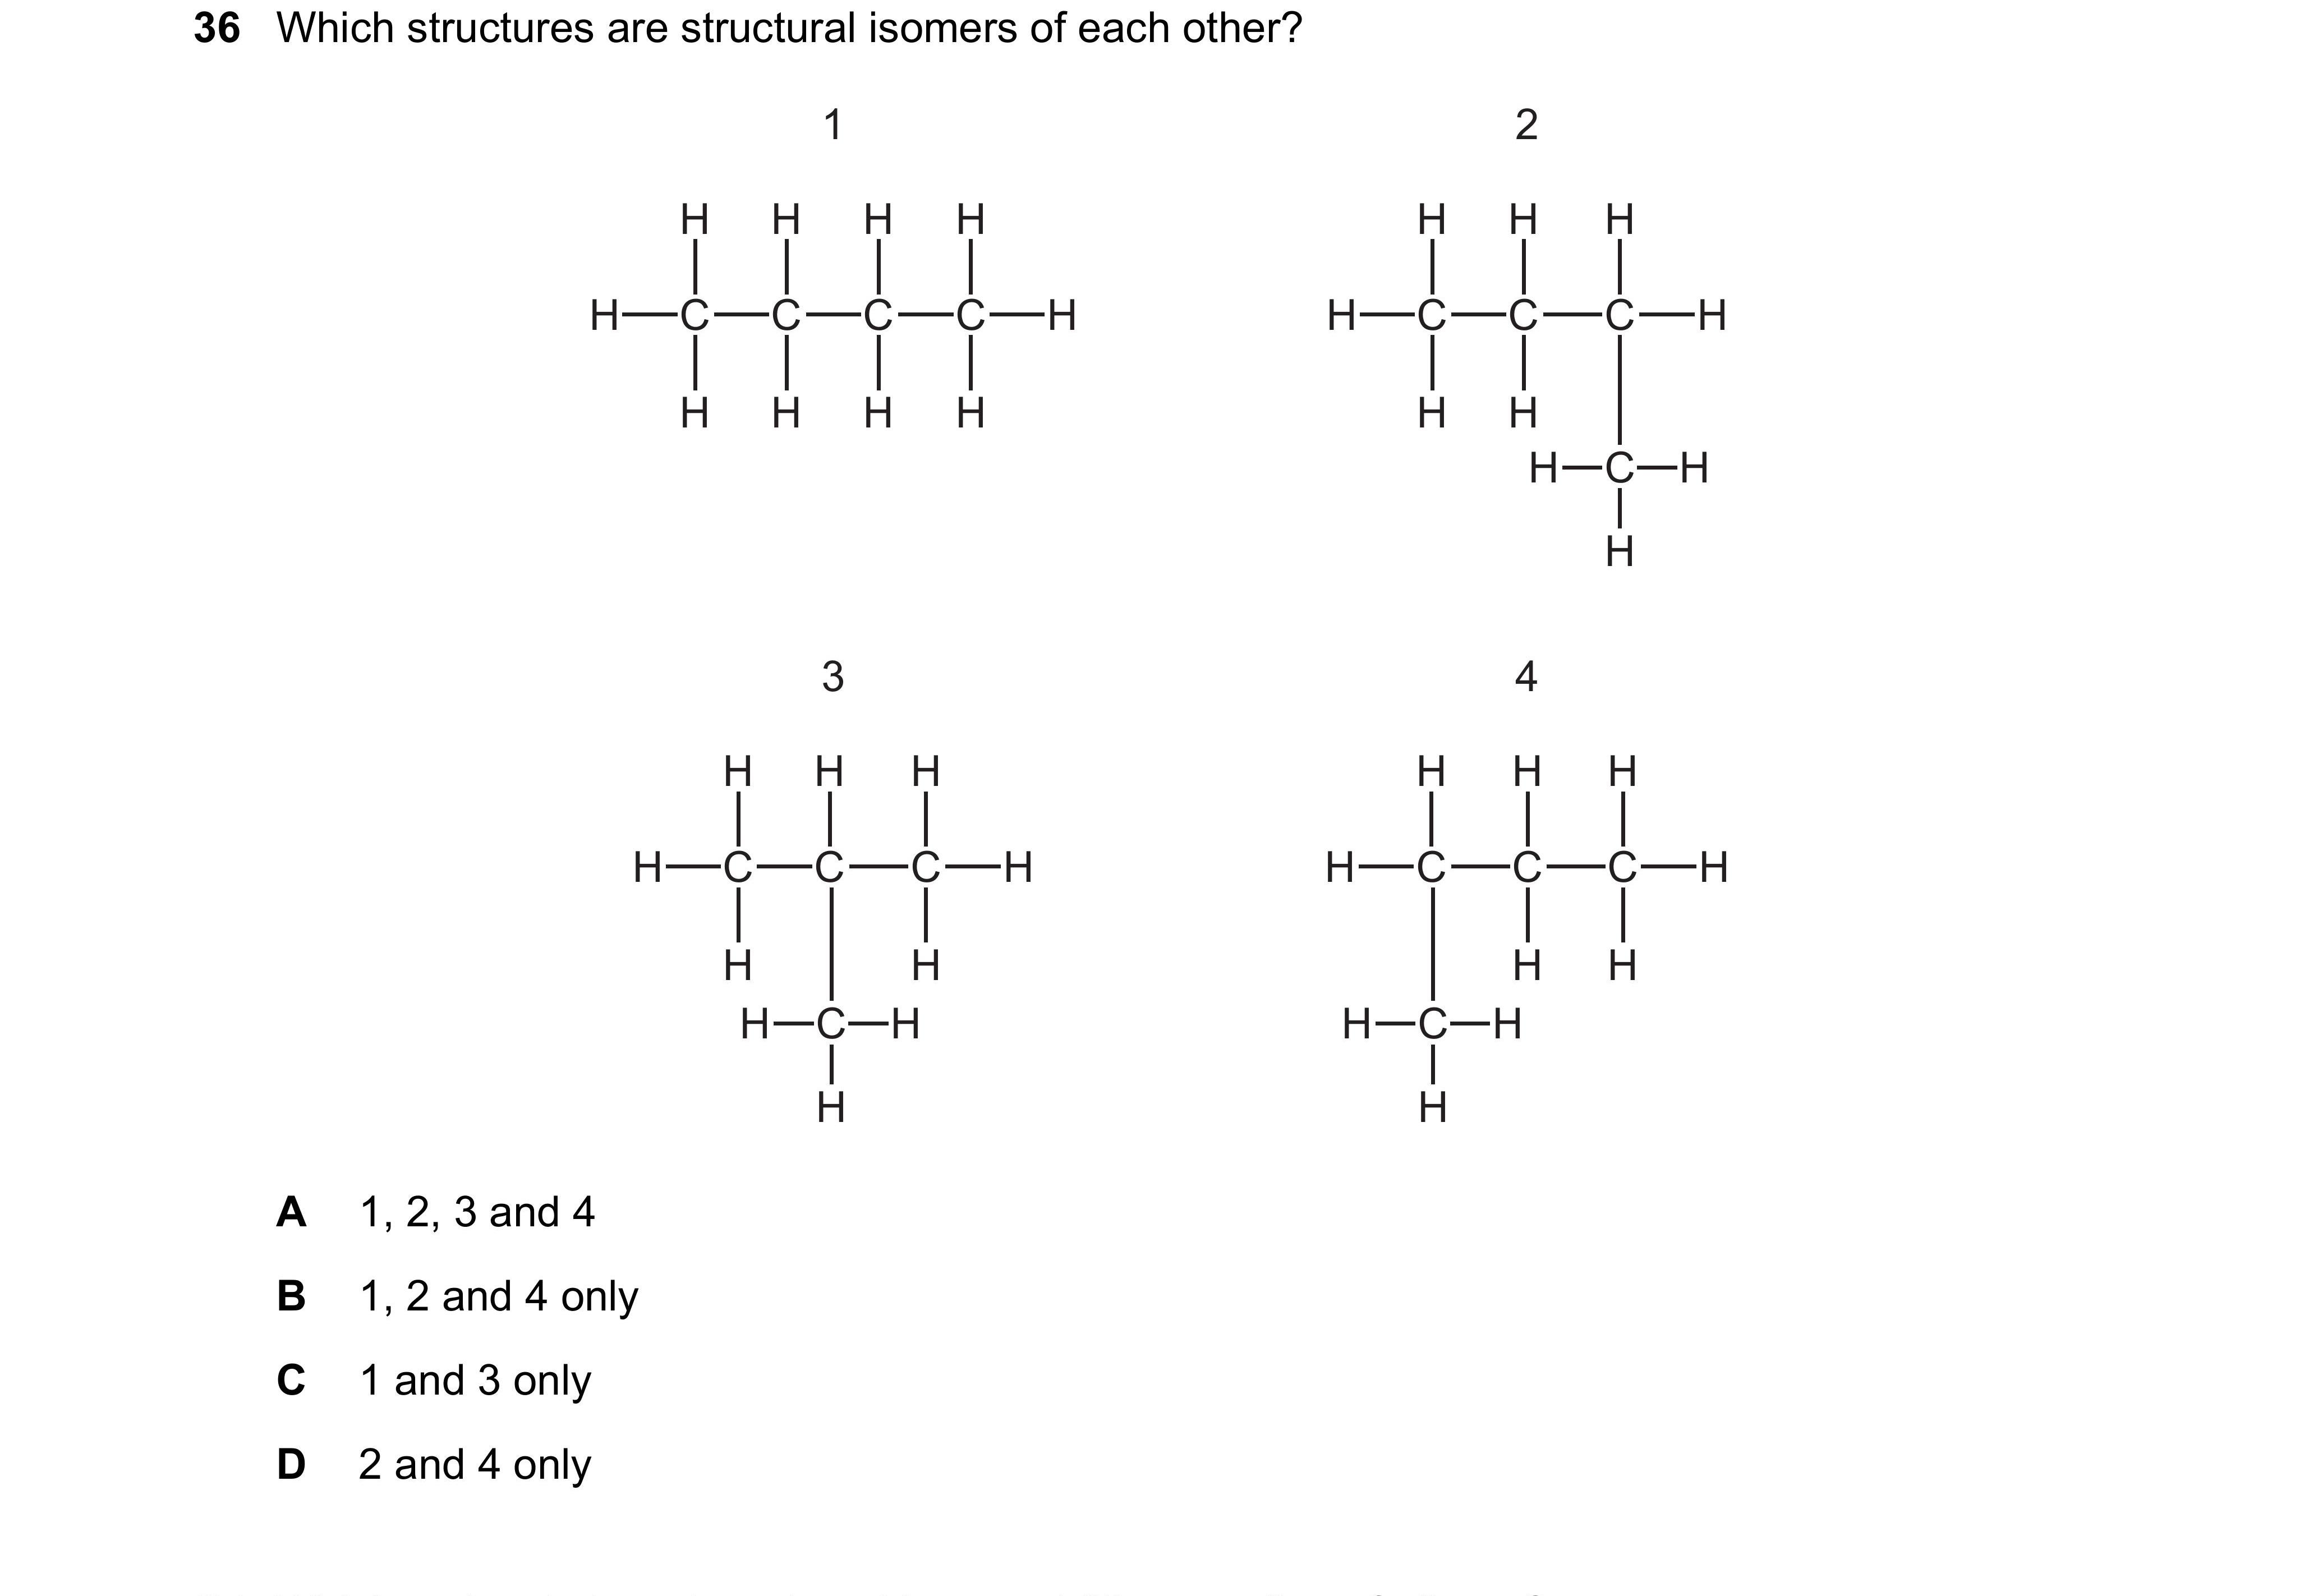 36 Which structures are structural isomers of each other?
1 2
H H H H H H H
H C C C C H H C C C H
H H H H H H
H C H
H
3 4
H H H H H H
H C C C H H C C C H
H H H H
H C H H C H
H H
A 1, 2, 3 and 4
B 1, 2 and 4 only
C 1 and 3 only
D 2 and 4 only